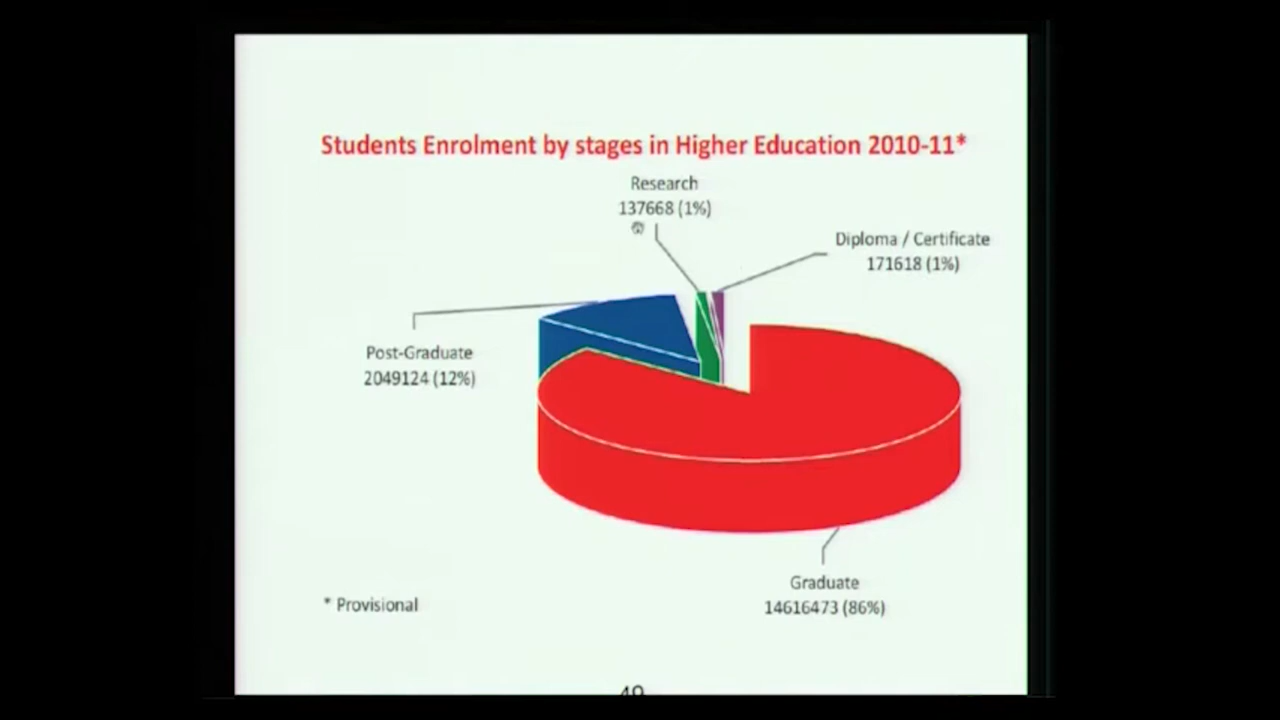 Students Enrolment by stages in Higher Education 2010-11*
Research
137668 (1%)
Diploma / Certificate
171618 (1%)
Post-Graduate
2049124 (12%)
Graduate
14616473 (86%)
* Provisional